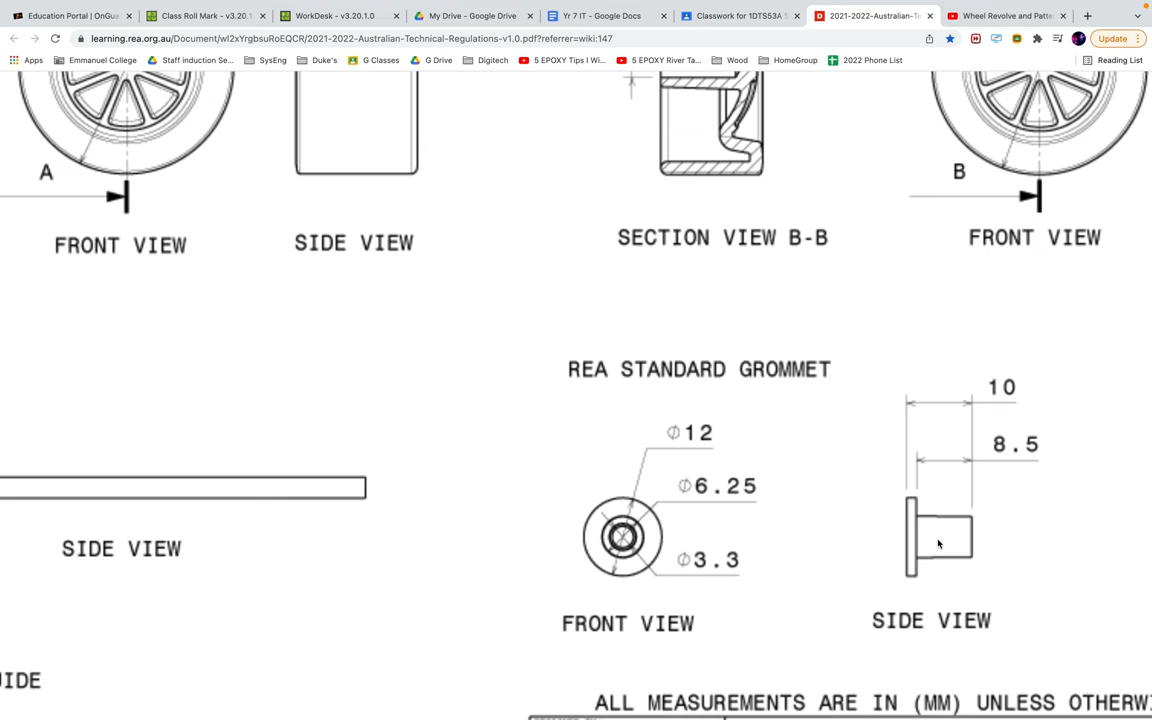 Education Portal | OnGu
Class Roll Mark - v3.20.1
WorkDesk - v3.20.1.0
My Drive - Google Drive
Yr 7 IT - Google Docs
Classwork for 1DTS53A S
2021-2022-Australian-Te
Wheel Revolve and Patte
learning.rea.org.au/Document/wl2xYrgbsuRoEQCR/2021-2022-Australian-Technical-Regulations-v1.0.pdf?referrer=wiki:147
Update
Apps
Emmanuel College
Staff induction Se...
SysEng
Duke's
G Classes
G Drive
Digitech
5 EPOXY Tips I Wi...
5 EPOXY River Ta...
Wood
HomeGroup
2022 Phone List
Reading List
A
B
FRONT VIEW
SIDE VIEW
SECTION VIEW B-B
FRONT VIEW
REA STANDARD GROMMET
10
∅12
8.5
∅6.25
SIDE VIEW
∅3.3
FRONT VIEW
SIDE VIEW
UIDE
ALL MEASUREMENTS ARE IN (MM) UNLESS OTHERWI